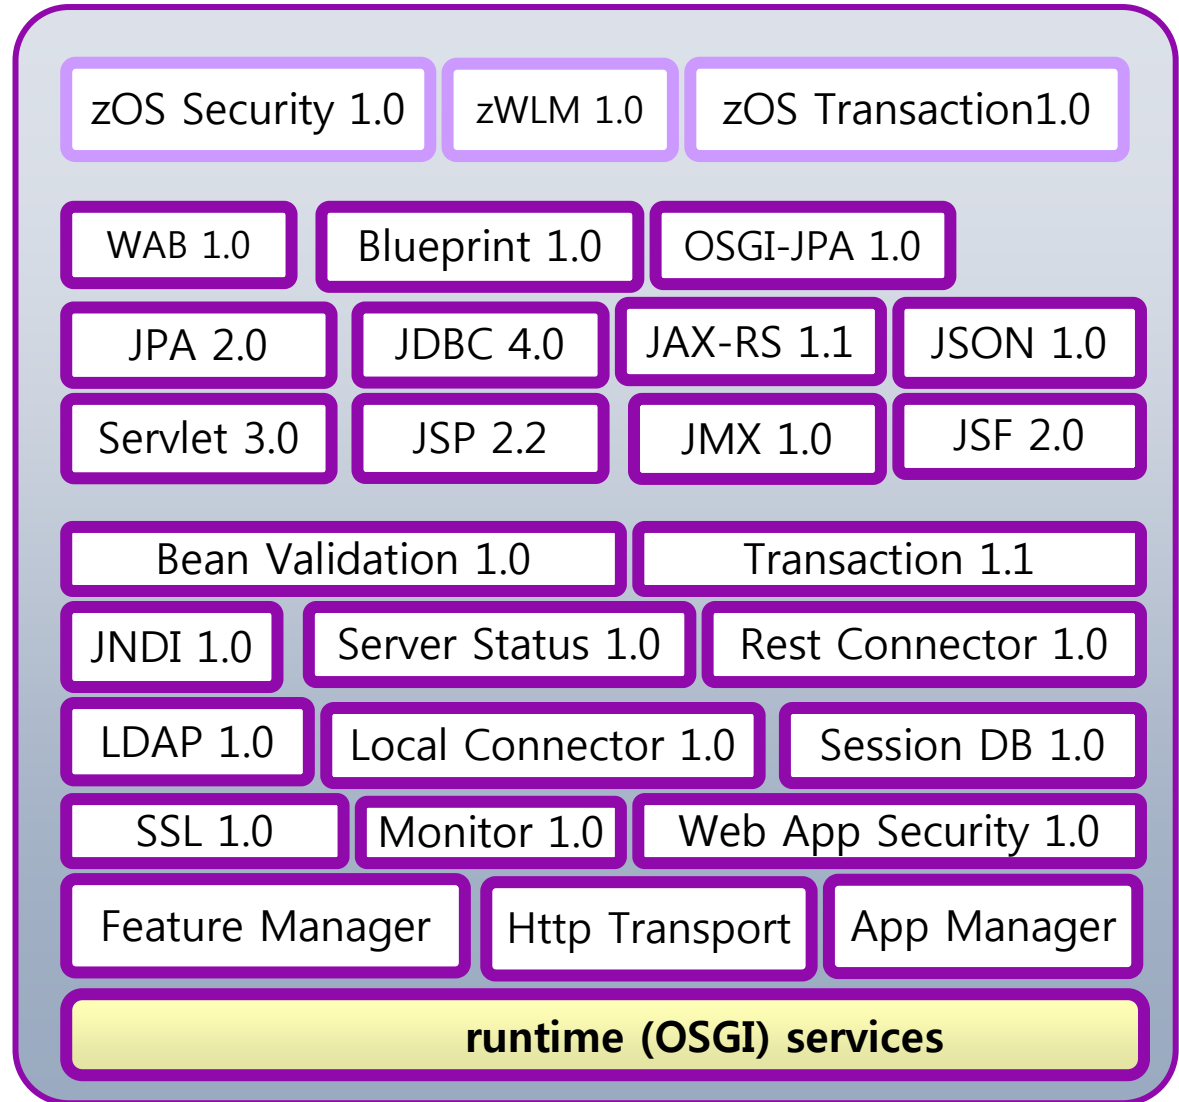 zOS Security 1.0
zWLM 1.0
zOS Transaction1.0
WAB 1.0
Blueprint 1.0
OSGI-JPA 1.0
JPA 2.0
JDBC 4.0
JAX-RS 1.1
JSON 1.0
Servlet 3.0
JSP 2.2
JMX 1.0
JSF 2.0
Bean Validation 1.0
Transaction 1.1
JNDI 1.0
Server Status 1.0
Rest Connector 1.0
LDAP 1.0
Local Connector 1.0
Session DB 1.0
SSL 1.0
Monitor 1.0
Web App Security 1.0
Feature Manager
Http Transport
App Manager
runtime (OSGI) services